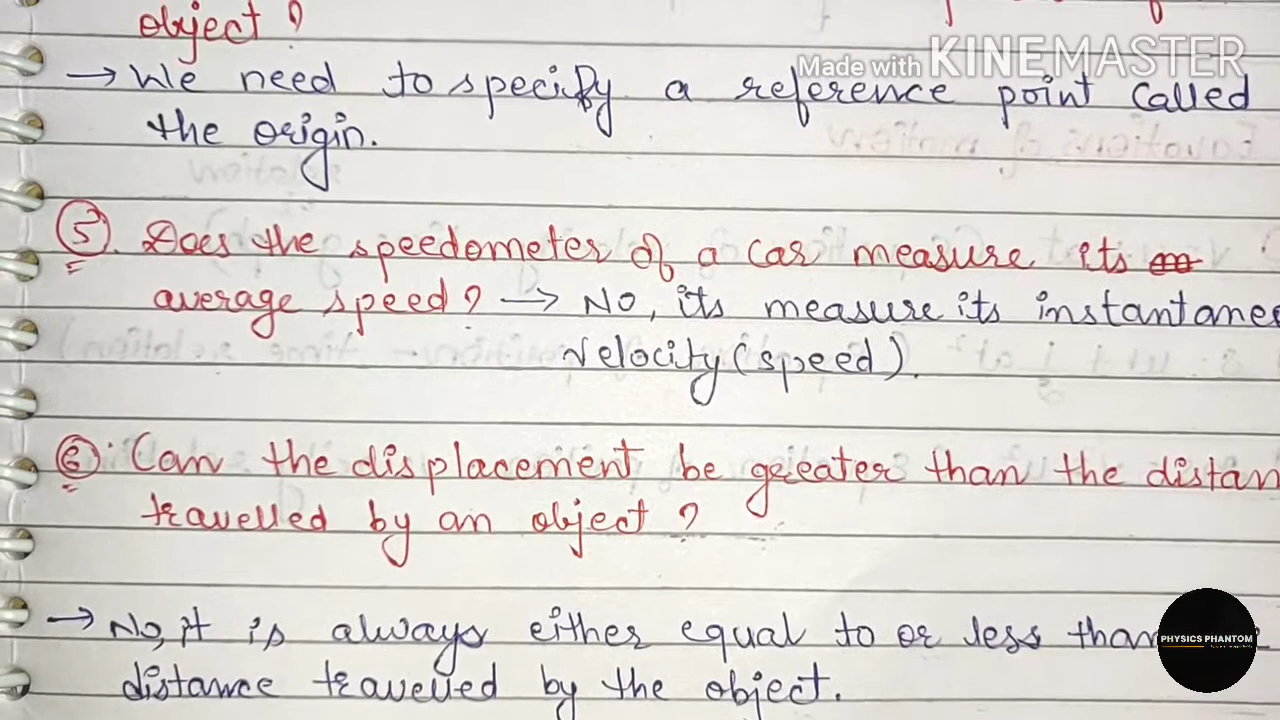 object ?
Made with KINEMASTER
→ We need to specify a reference point called
the origin.
5. Does the speedometer of a car measure its
average speed ? → No, its measure its instantane
velocity (speed).
6. Can the displacement be greater than the distan
travelled by an object ?
→ No, it is always either equal to or less than
distance travelled by the object.
PHYSICS PHANTOM